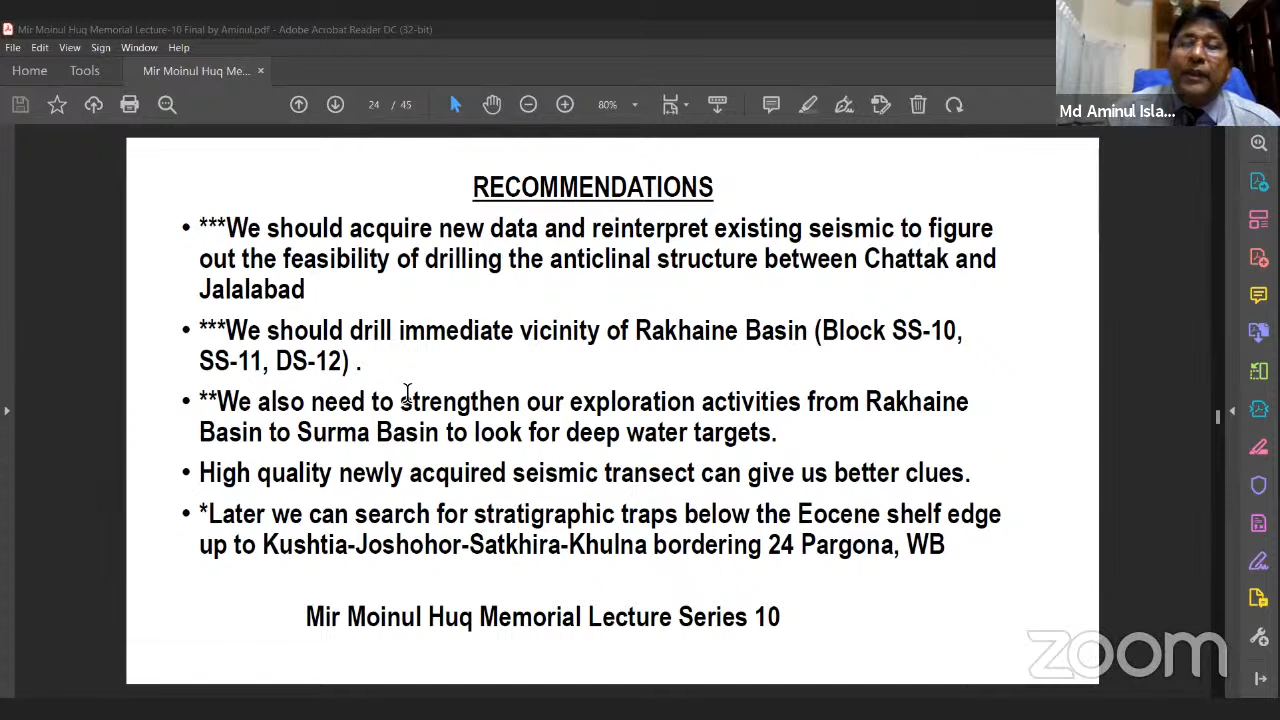 Mir Moinul Huq Memorial Lecture-10 Final by Aminul.pdf - Adobe Acrobat Reader DC (32-bit)
File Edit View Sign Window Help
Home Tools Mir Moinul Huq Me... ×
24 / 45 80%
Md Aminul Isla...
RECOMMENDATIONS
• ***We should acquire new data and reinterpret existing seismic to figure
out the feasibility of drilling the anticlinal structure between Chattak and
Jalalabad
• ***We should drill immediate vicinity of Rakhaine Basin (Block SS-10,
SS-11, DS-12) .
• **We also need to strengthen our exploration activities from Rakhaine
Basin to Surma Basin to look for deep water targets.
• High quality newly acquired seismic transect can give us better clues.
• *Later we can search for stratigraphic traps below the Eocene shelf edge
up to Kushtia-Joshohor-Satkhira-Khulna bordering 24 Pargona, WB
Mir Moinul Huq Memorial Lecture Series 10
zoom